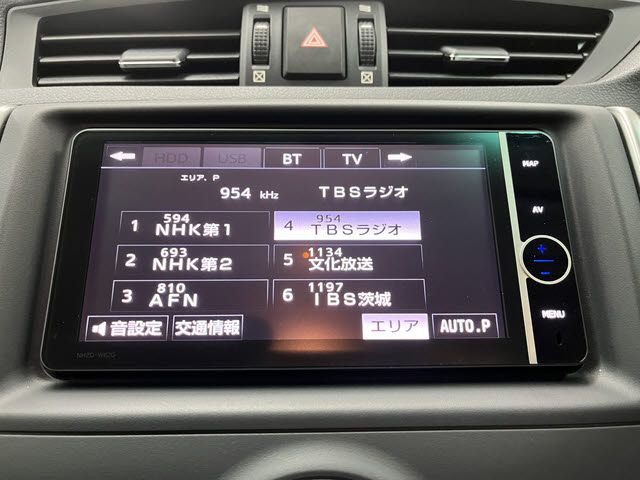 HDD USB BT TV
エリア.P
954 kHz TBSラジオ
1 594 NHK第1
4 954 TBSラジオ
2 693 NHK第2
5 1134 文化放送
3 810 AFN
6 1197 IBS茨城
音設定 交通情報 エリア AUTO.P
MAP
AV
+
-
MENU
NHZD-W62G